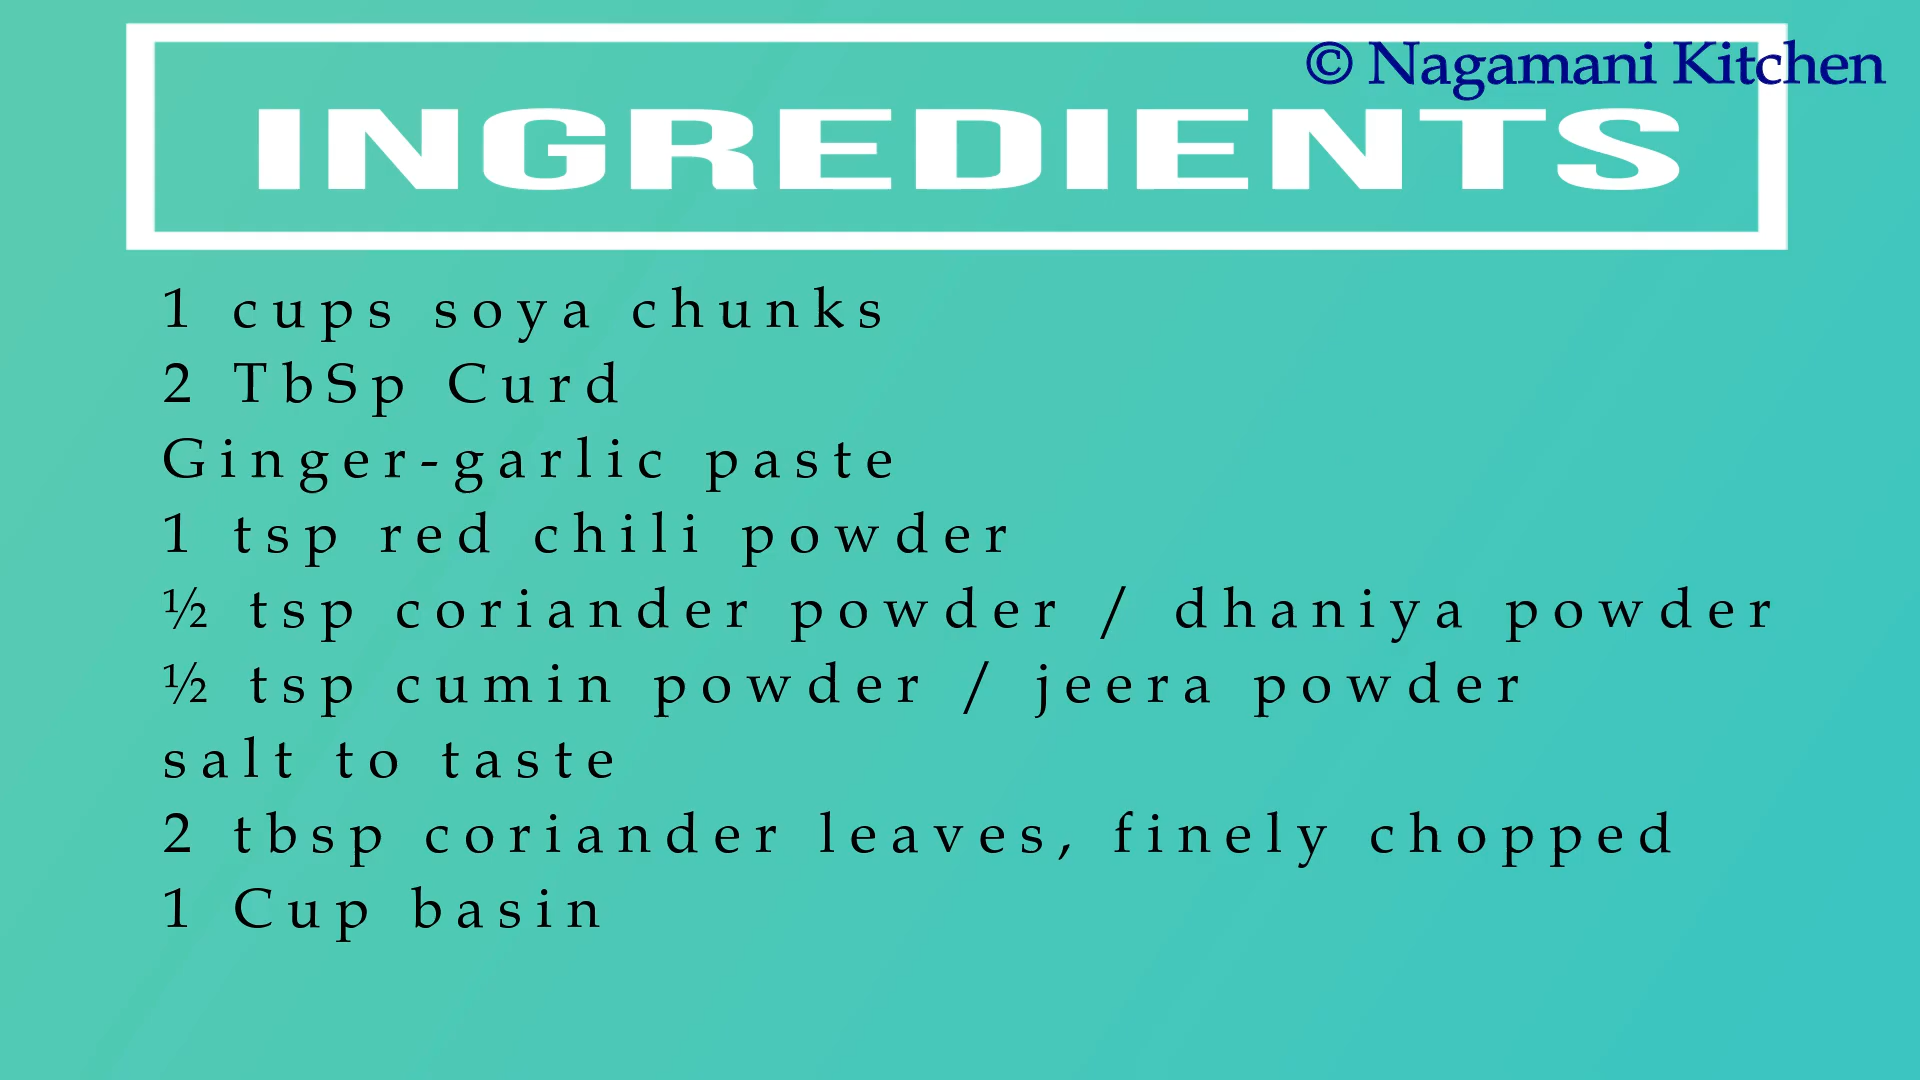 © Nagamani Kitchen
INGREDIENTS
1 cups soya chunks
2 TbSp Curd
Ginger-garlic paste
1 tsp red chili powder
½ tsp coriander powder / dhaniya powder
½ tsp cumin powder / jeera powder
salt to taste
2 tbsp coriander leaves, finely chopped
1 Cup basin